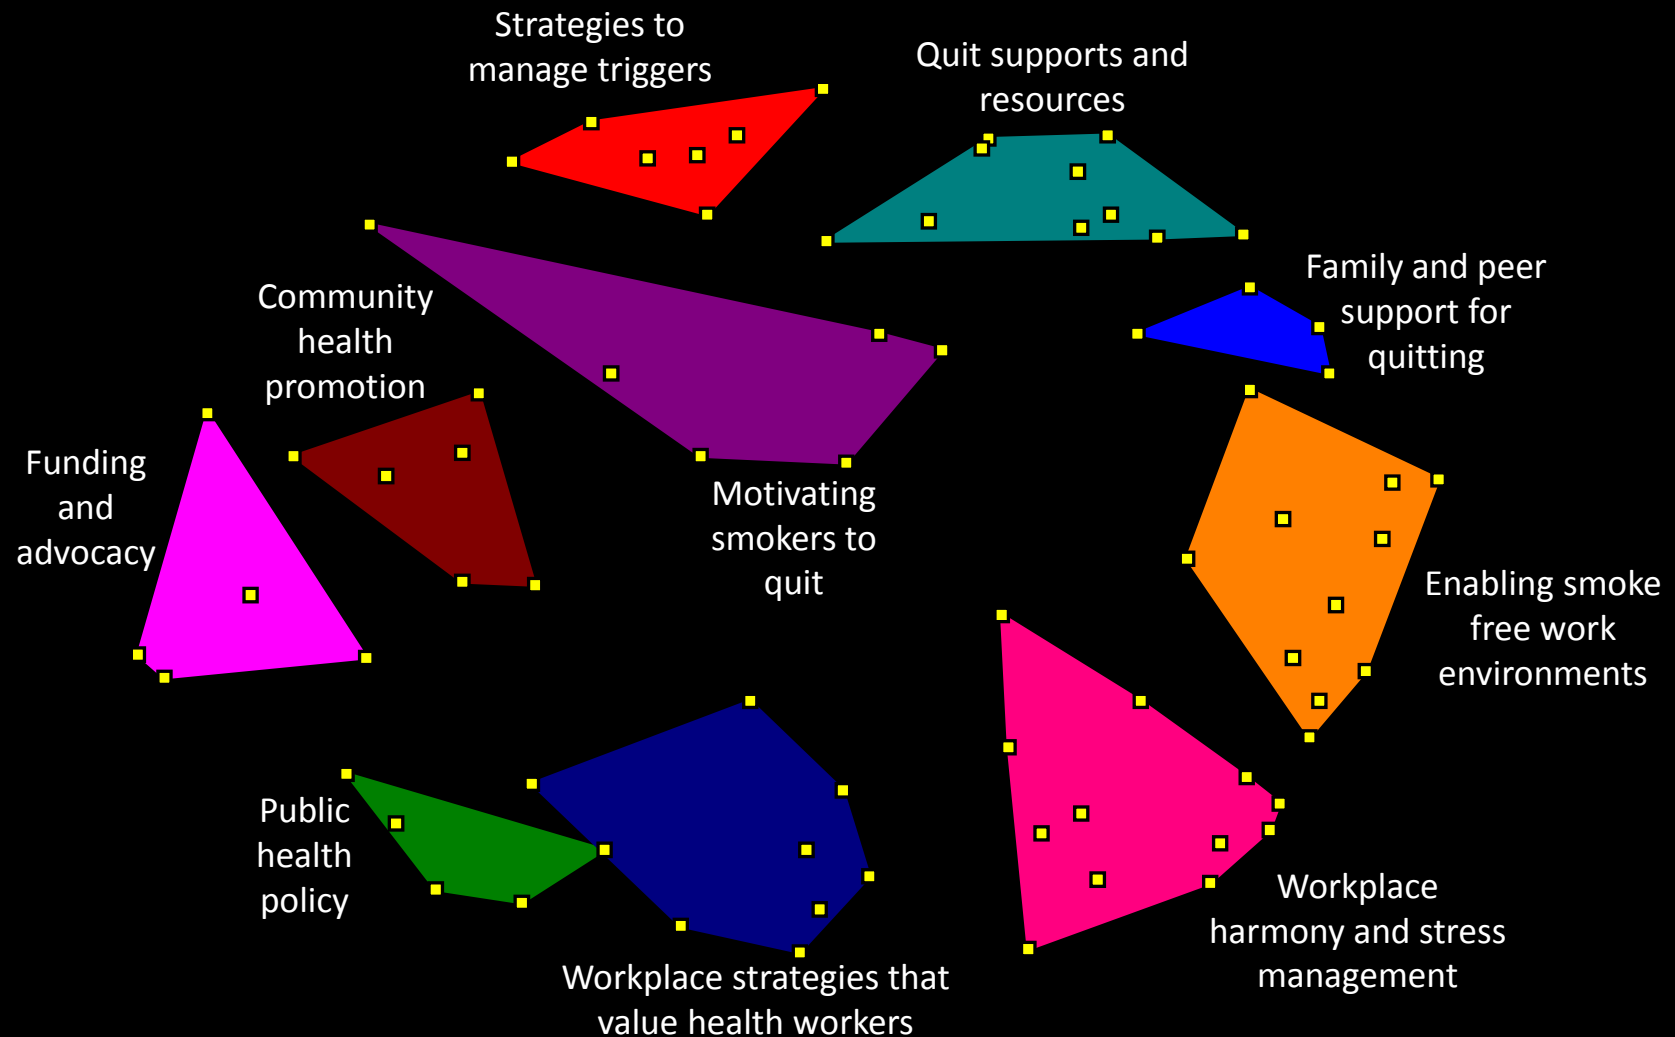 Strategies to
manage triggers
Quit supports and
resources
Family and peer
support for
quitting
Community
health
promotion
Funding
and
advocacy
Motivating
smokers to
quit
Enabling smoke
free work
environments
Public
health
policy
Workplace
harmony and stress
management
Workplace strategies that
value health workers